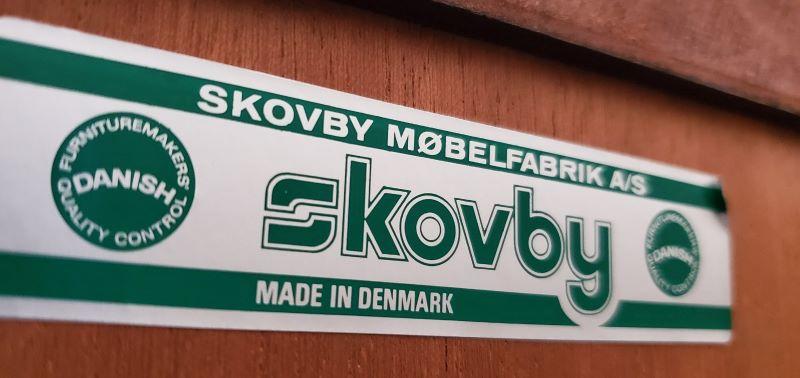 SKOVBY MØBELFABRIK A/S
FURNITUREMAKERS'
DANISH
QUALITY CONTROL
skovby
FURNITUREMAKERS'
DANISH
QUALITY CONTROL
MADE IN DENMARK